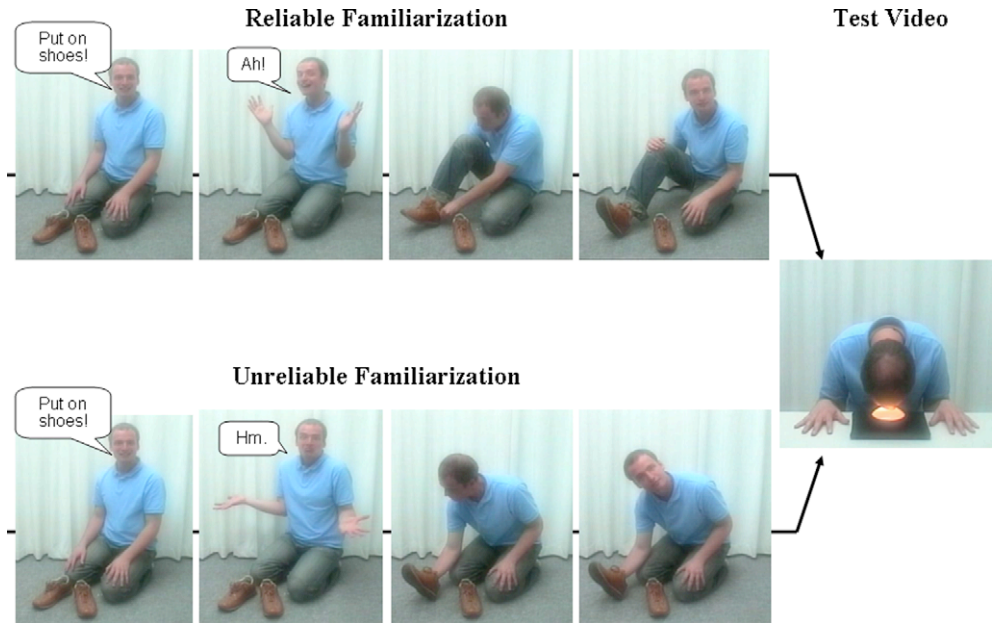 Reliable Familiarization
Test Video
Put on
shoes!
Ah!
Unreliable Familiarization
Put on
shoes!
Hm.